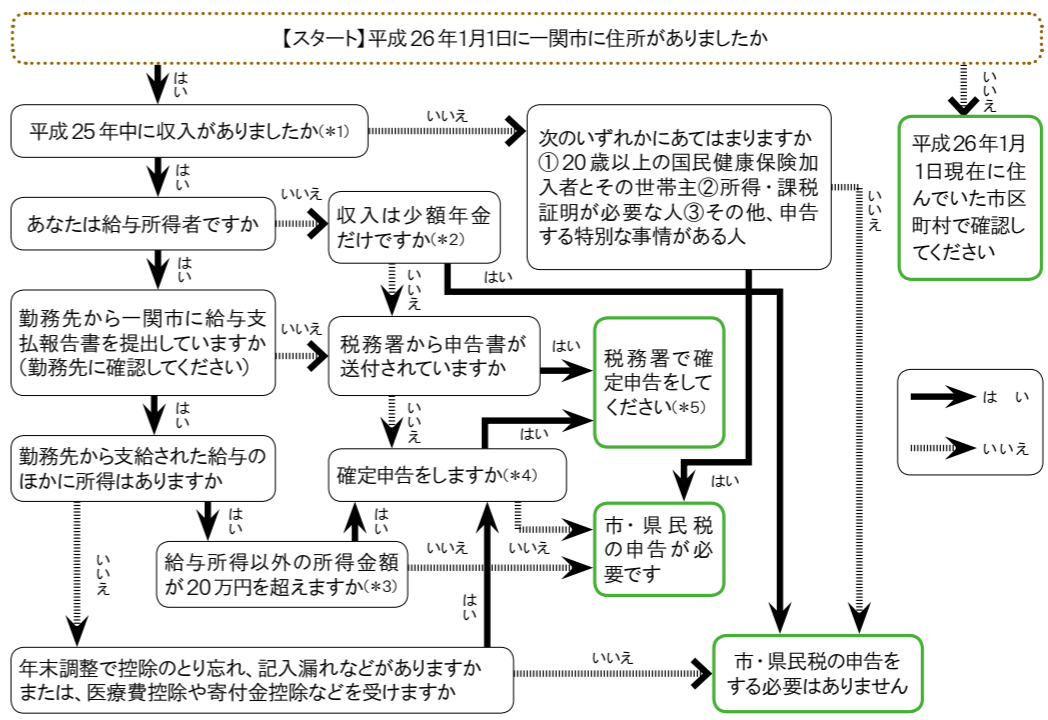 【スタート】平成26年1月1日に一関市に住所がありましたか
はい
いいえ
平成25年中に収入がありましたか(*1)
いいえ
次のいずれかにあてはまりますか
①20歳以上の国民健康保険加
入者とその世帯主②所得・課税
証明が必要な人③その他、申告
する特別な事情がある人
いいえ
平成26年1月
1日現在に住
んでいた市区
町村で確認し
てください
はい
あなたは給与所得者ですか
いいえ
収入は少額年金
だけですか(*2)
はい
いいえ
はい
勤務先から一関市に給与支
払報告書を提出していますか
(勤務先に確認してください)
いいえ
税務署から申告書が
送付されていますか
はい
税務署で確
定申告をして
ください(*5)
はい
いいえ
はい
いいえ
勤務先から支給された給与の
ほかに所得はありますか
確定申告をしますか(*4)
はい
はい
市・県民税
の申告が必
要です
いいえ
はい
はい
給与所得以外の所得金額
が20万円を超えますか(*3)
いいえ
いいえ
はい
年末調整で控除のとり忘れ、記入漏れなどがありますか
または、医療費控除や寄付金控除などを受けますか
いいえ
市・県民税の申告を
する必要はありません